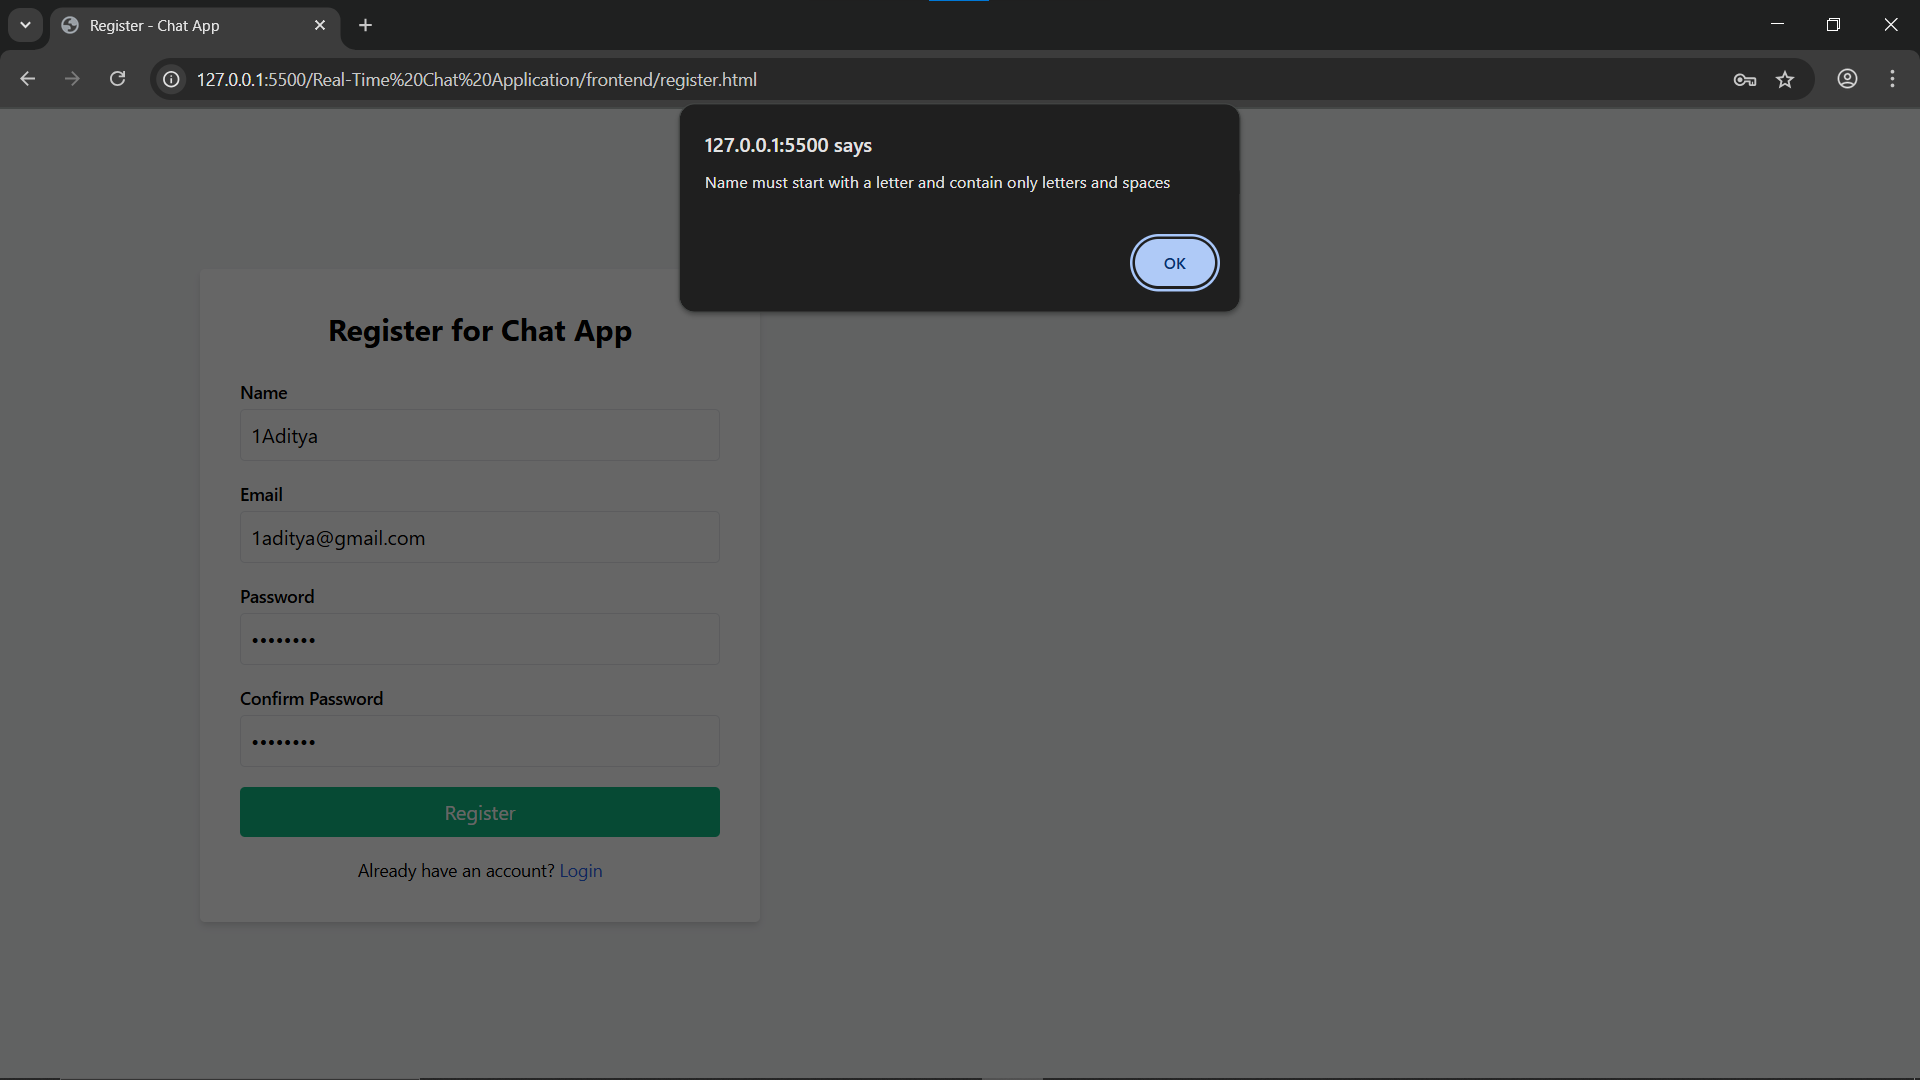 Register - Chat App
127.0.0.1:5500/Real-Time%20Chat%20Application/frontend/register.html
127.0.0.1:5500 says
Name must start with a letter and contain only letters and spaces
OK
Register for Chat App
Name
1Aditya
Email
1aditya@gmail.com
Password
••••••••
Confirm Password
••••••••
Register
Already have an account? Login